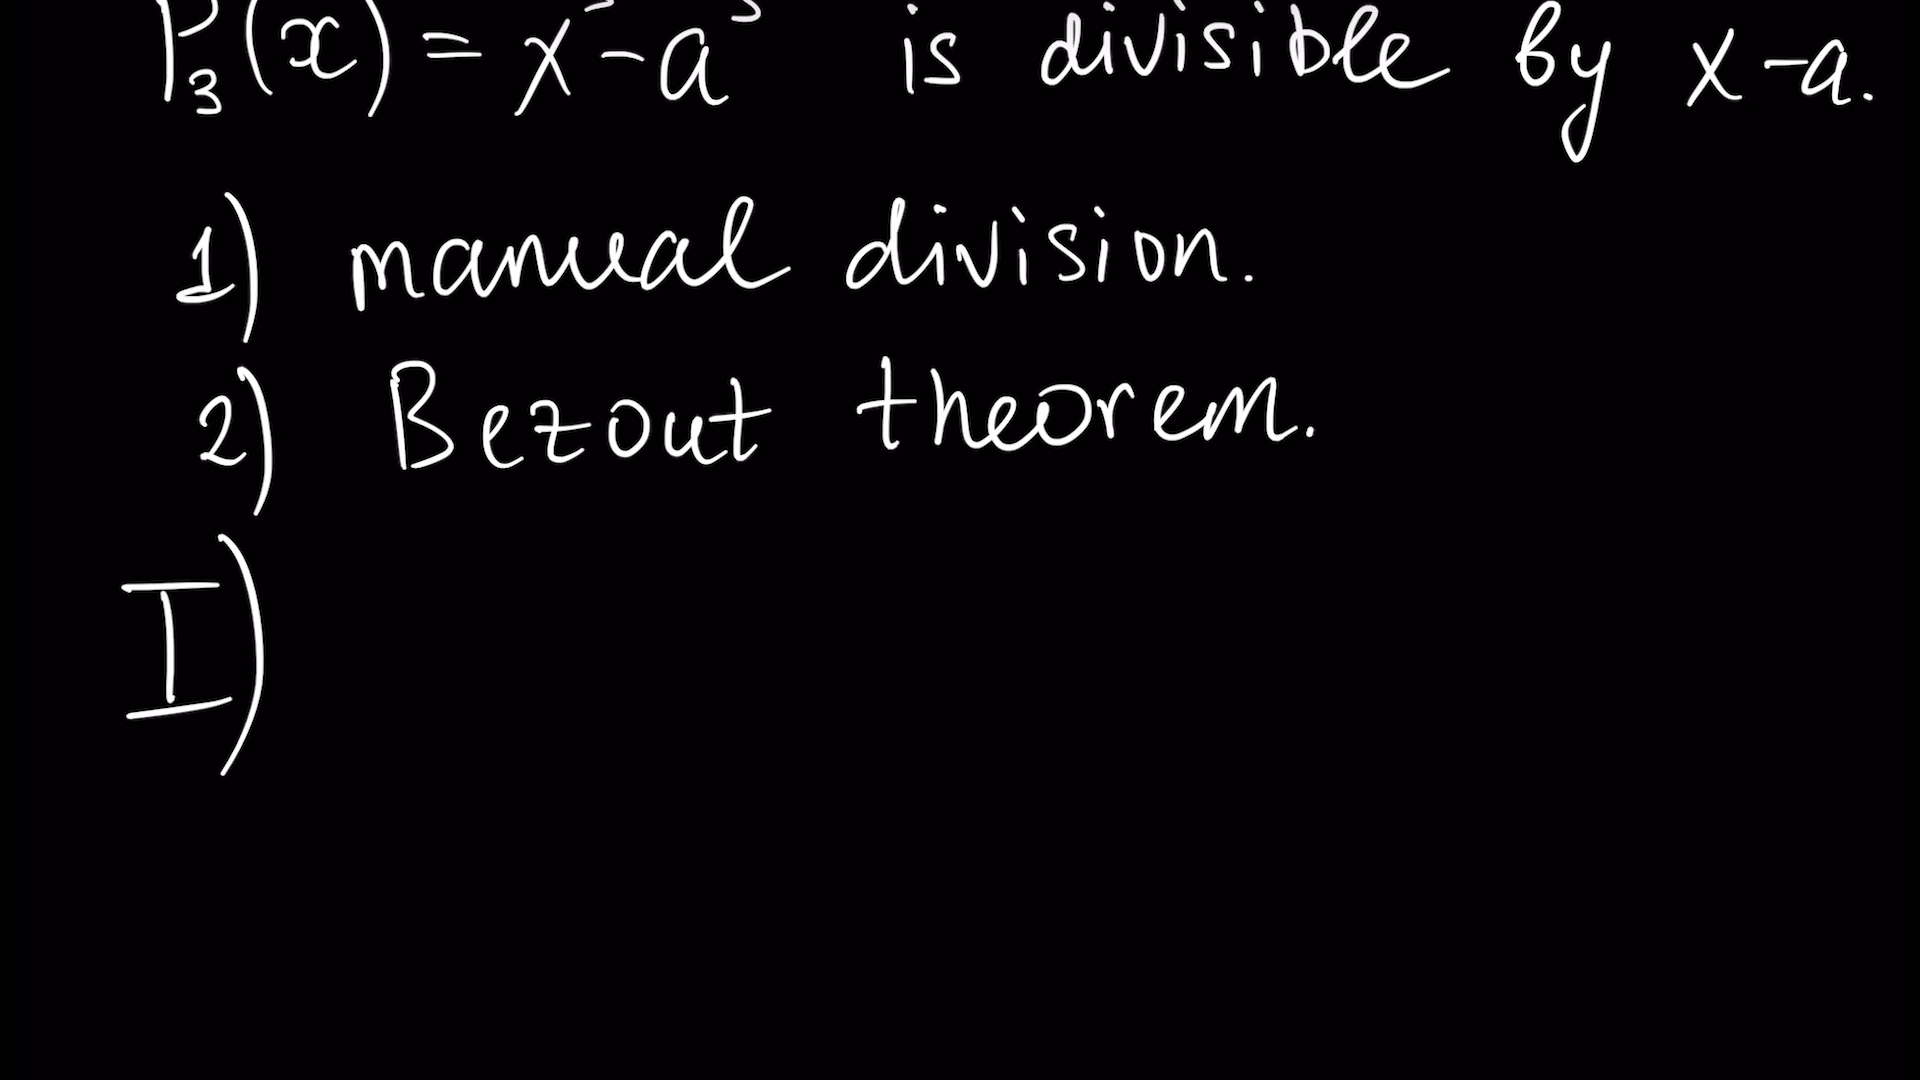 P₃(x) = x³-a³ is divisible by x-a.
1) manual division.
2) Bezout theorem.
I)